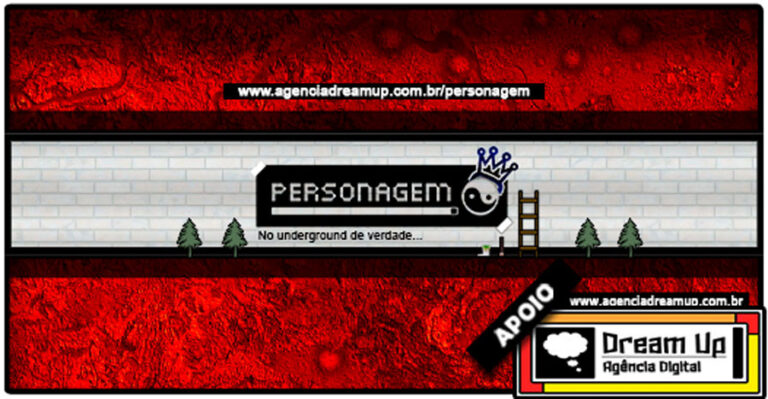 www.agenciadreamup.com.br/personagem
PERSONAGEM
No underground de verdade...
APOIO
www.agenciadreamup.com.br
Dream Up
Agência Digital